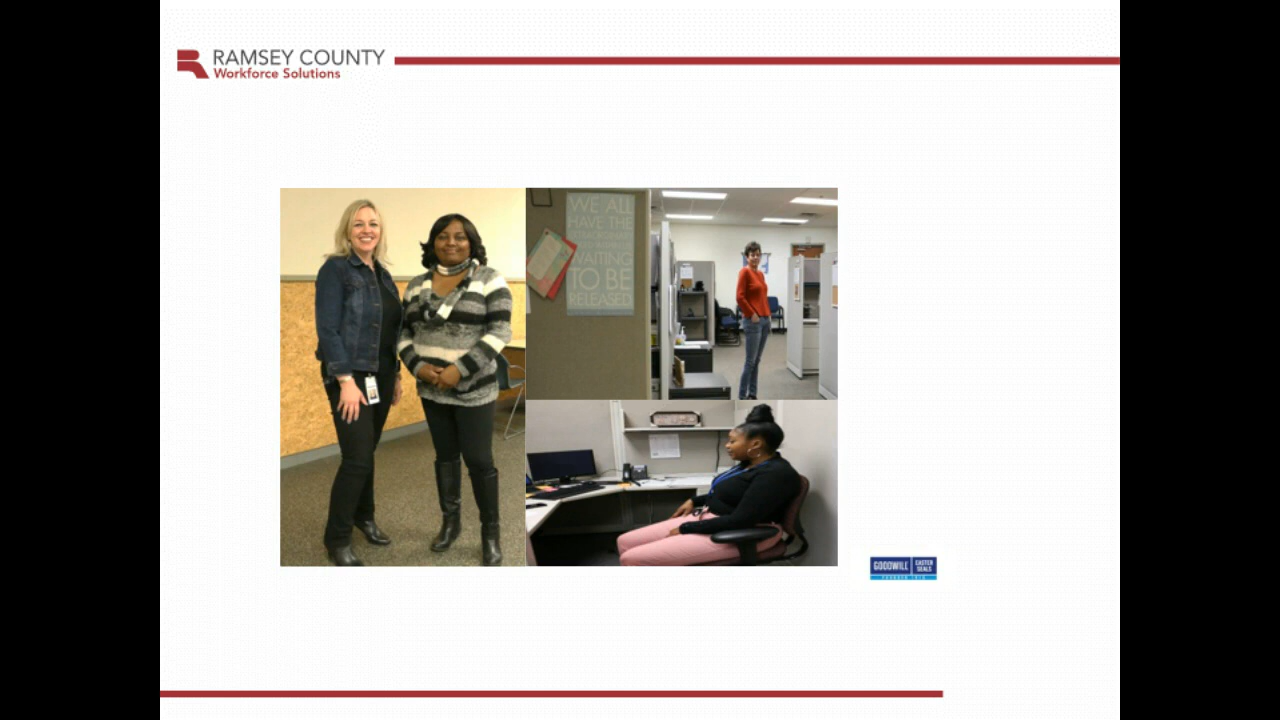 RAMSEY COUNTY
Workforce Solutions
WE ALL
HAVE THE
WAITING
TO BE
RELEASED
GOODWILL
EASTER
SEALS